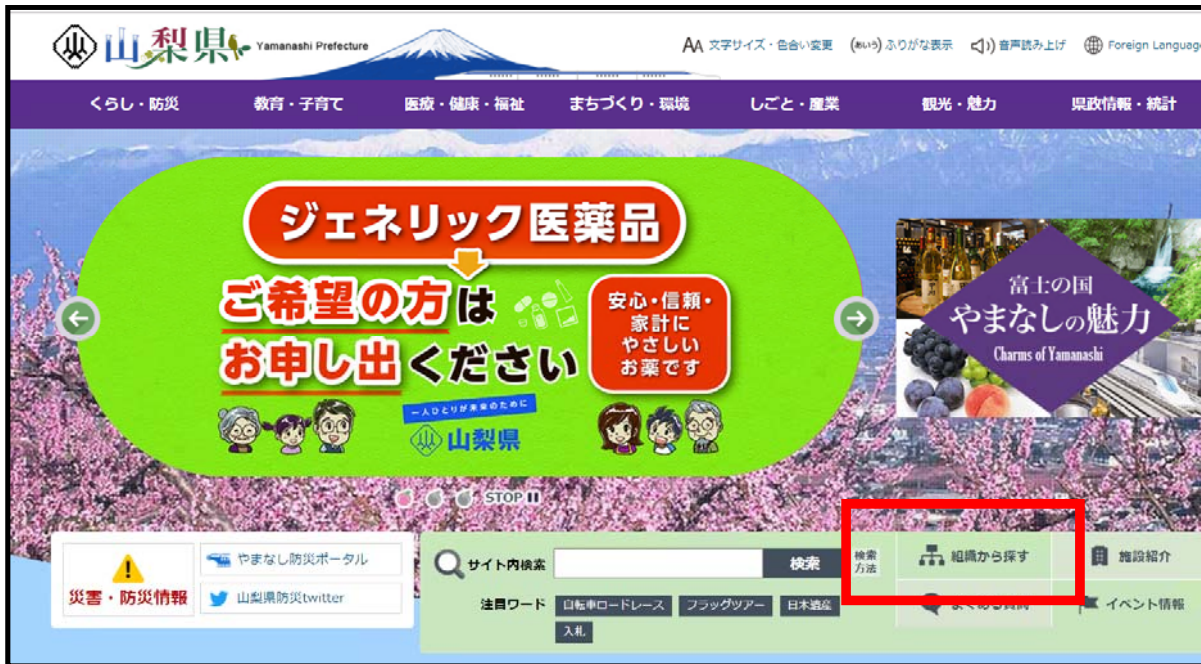 山梨県 Yamanashi Prefecture
AA 文字サイズ・色合い変更 (あいう) ふりがな表示 音声読み上げ Foreign Language
くらし・防災 教育・子育て 医療・健康・福祉 まちづくり・環境 しごと・産業 観光・魅力 県政情報・統計
ジェネリック医薬品
ご希望の方は
お申し出ください
安心・信頼・
家計に
やさしい
お薬です
一人ひとりが未来のために
山梨県
富士の国
やまなしの魅力
Charms of Yamanashi
STOP
災害・防災情報
やまなし防災ポータル
山梨県防災twitter
サイト内検索 検索 検索
方法
注目ワード 自転車ロードレース フラッグツアー 日本遺産
入札
組織から探す 施設紹介
よくある質問 イベント情報